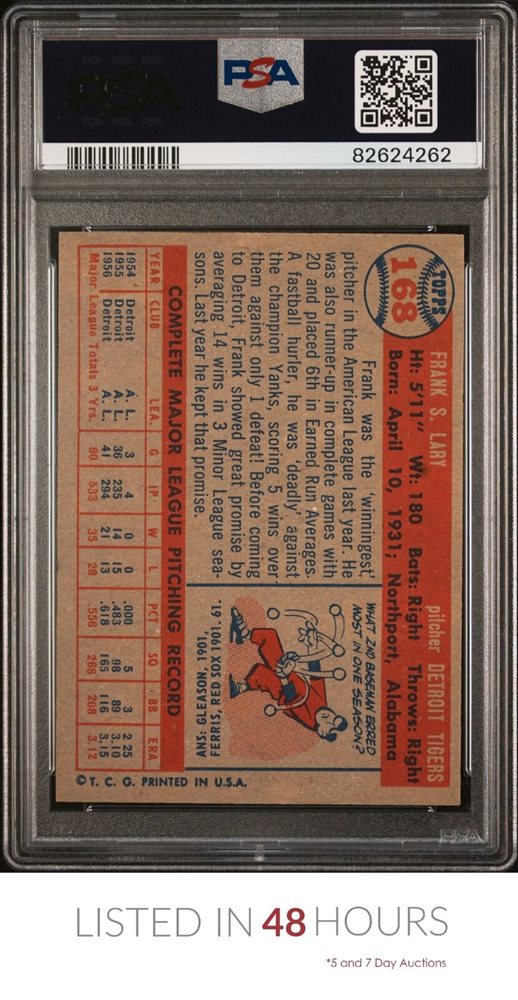 PSA
PSA
82624262
TOPPS
168
FRANK S. LARY pitcher DETROIT TIGERS
Ht: 5'11" Wt: 180 Bats: Right Throws: Right
Born: April 10, 1931; Northport, Alabama
Frank was the 'winningest'
pitcher in the American League last year. He
was also runner-up in complete games with
20 and placed 6th in Earned Run Averages.
A fastball hurler, he was 'deadly' against
the champion Yanks, scoring 5 wins over
them against only 1 defeat! Before coming
to Detroit, Frank showed great promise by
averaging 14 wins in 3 Minor League sea-
sons. Last year he kept that promise.
WHAT 2ND BASEMAN ERRED
MOST IN ONE SEASON?
ANS: GLEASON, TIGERS, 1901,
FERRIS, RED SOX 1901. 61.
COMPLETE MAJOR LEAGUE PITCHING RECORD
YEAR CLUB LEA. G IP W L PCT SO BB ERA
1954 Detroit A. L. 3 4 0 0 .000 5 3 2.25
1955 Detroit A. L. 36 235 14 15 .483 98 89 3.10
1956 Detroit A. L. 41 294 21 13 .618 165 116 3.15
Major League Totals 3 Yrs. 80 533 35 28 .556 268 204 3.12
© T. C. G. PRINTED IN U.S.A.
PSA
LISTED IN 48 HOURS
*5 and 7 Day Auctions